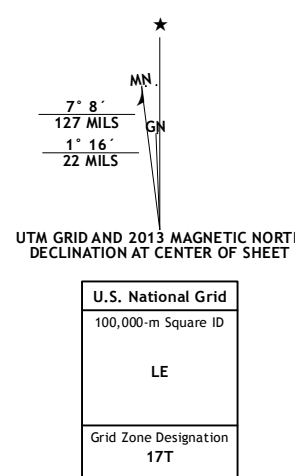 MN
7° 8´
127 MILS
GN
1° 16´
22 MILS
UTM GRID AND 2013 MAGNETIC NORTH
DECLINATION AT CENTER OF SHEET
U.S. National Grid
100,000-m Square ID
LE
Grid Zone Designation
17T